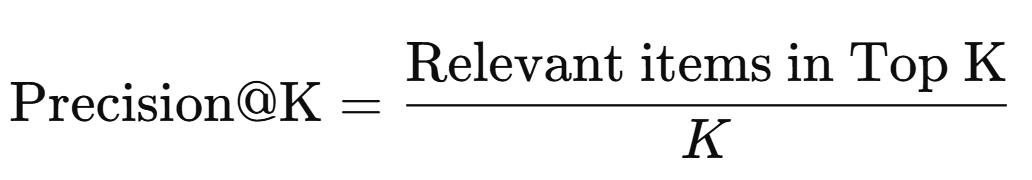 Precision@K = Relevant items in Top K
K